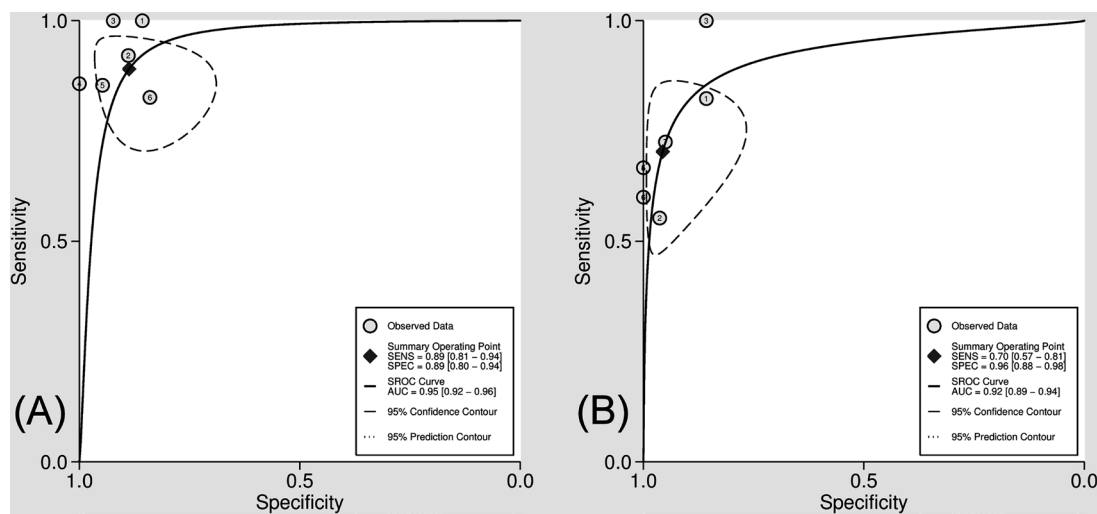 1.0
3
1
2
4
5
6
0.5
Sensitivity
Observed Data
Summary Operating Point
SENS = 0.89 [0.81 – 0.94]
SPEC = 0.89 [0.80 – 0.94]
SROC Curve
AUC = 0.95 [0.92 – 0.96]
95% Confidence Contour
95% Prediction Contour
(A)
0.0
1.0
0.5
0.0
Specificity
1.0
3
1
2
0.5
Sensitivity
Observed Data
Summary Operating Point
SENS = 0.70 [0.57 – 0.81]
SPEC = 0.96 [0.88 – 0.98]
SROC Curve
AUC = 0.92 [0.89 – 0.94]
95% Confidence Contour
95% Prediction Contour
(B)
0.0
1.0
0.5
0.0
Specificity